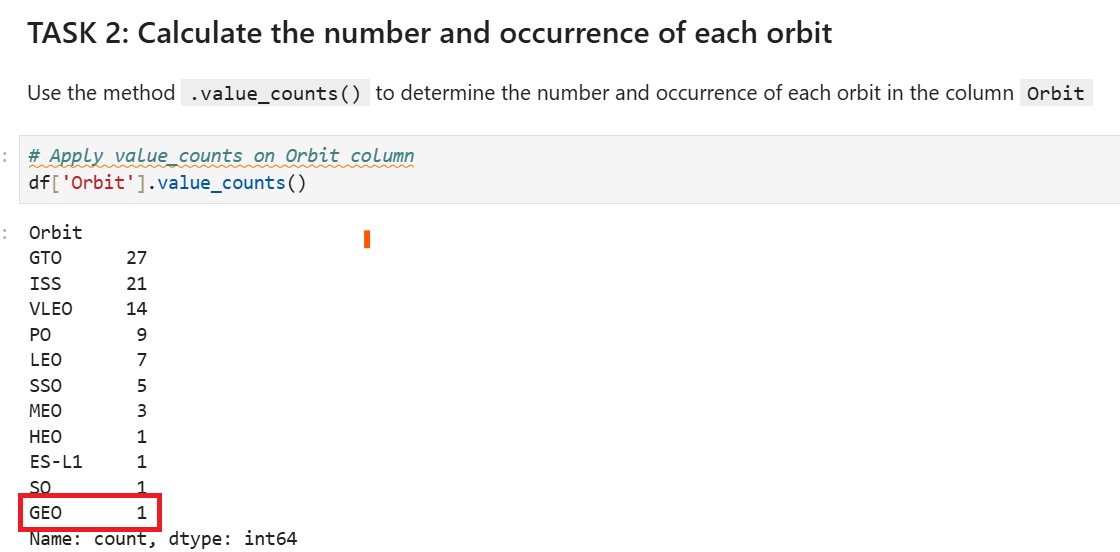 TASK 2: Calculate the number and occurrence of each orbit
Use the method .value_counts() to determine the number and occurrence of each orbit in the column Orbit
: # Apply value_counts on Orbit column
df['Orbit'].value_counts()
: Orbit
GTO 27
ISS 21
VLEO 14
PO 9
LEO 7
SSO 5
MEO 3
HEO 1
ES-L1 1
SO 1
GEO 1
Name: count, dtype: int64